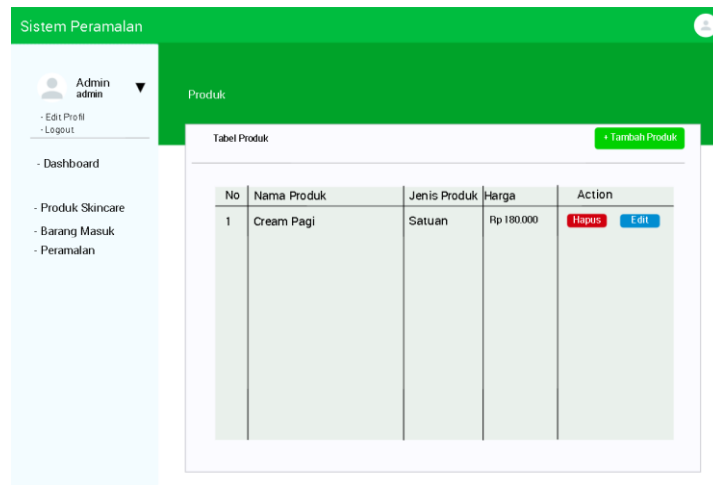 Sistem Peramalan
Admin
admin
▼
- Edit Profil
- Logout
- Dashboard
- Produk Skincare
- Barang Masuk
- Peramalan
Produk
Tabel Produk
+ Tambah Produk
No Nama Produk Jenis Produk Harga Action
1 Cream Pagi Satuan Rp 180.000 Hapus Edit